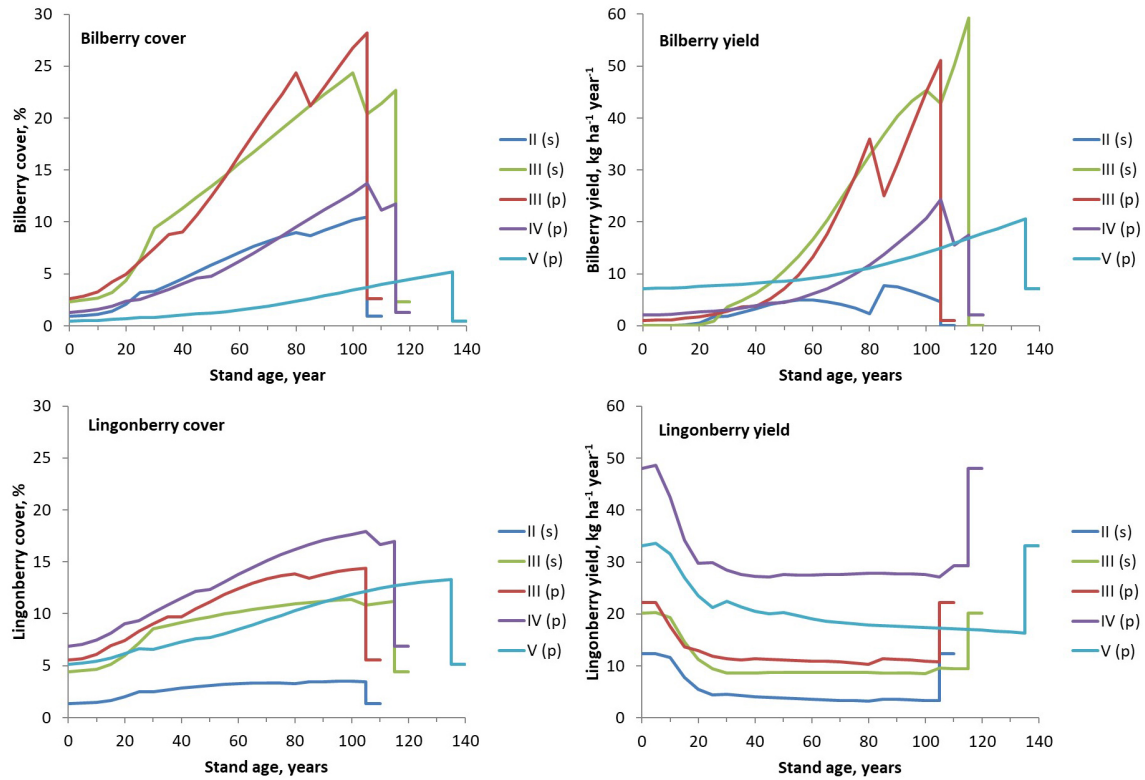 Bilberry cover
Bilberry cover, %
30
25
20
15
10
5
0
0 20 40 60 80 100 120 140
Stand age, year
II (s)
III (s)
III (p)
IV (p)
V (p)
Bilberry yield
Bilberry yield, kg ha-1 year-1
60
50
40
30
20
10
0
0 20 40 60 80 100 120 140
Stand age, years
II (s)
III (s)
III (p)
IV (p)
V (p)
Lingonberry cover
Lingonberry cover, %
30
25
20
15
10
5
0
0 20 40 60 80 100 120 140
Stand age, years
II (s)
III (s)
III (p)
IV (p)
V (p)
Lingonberry yield
Lingonberry yield, kg ha-1 year-1
60
50
40
30
20
10
0
0 20 40 60 80 100 120 140
Stand age, years
II (s)
III (s)
III (p)
IV (p)
V (p)